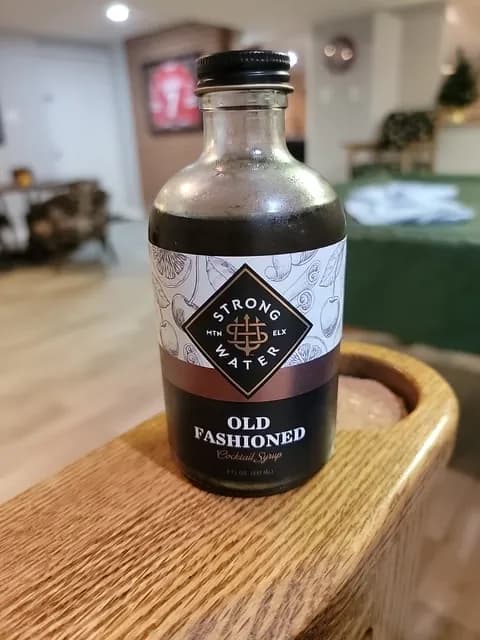 STRONG
MTN ELX
WATER
OLD
FASHIONED
Cocktail Syrup